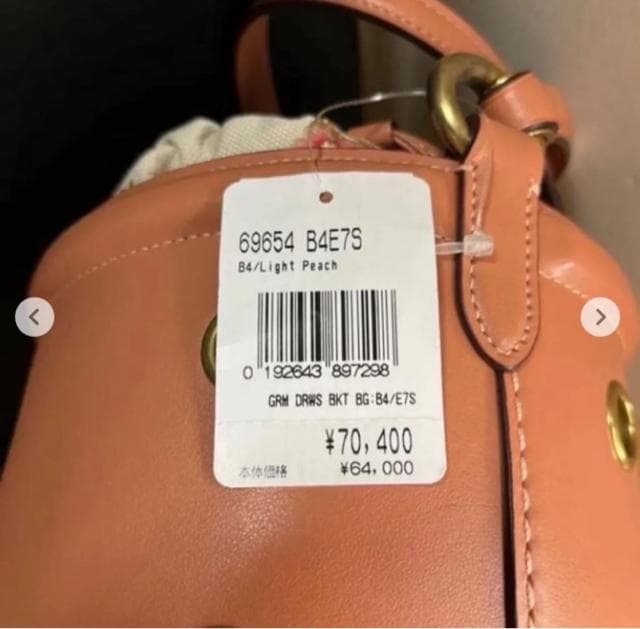 69654 B4E7S
B4/Light Peach
0 192643 897298
GRM DRWS BKT BG:B4/E7S
¥70,400
本体価格 ¥64,000